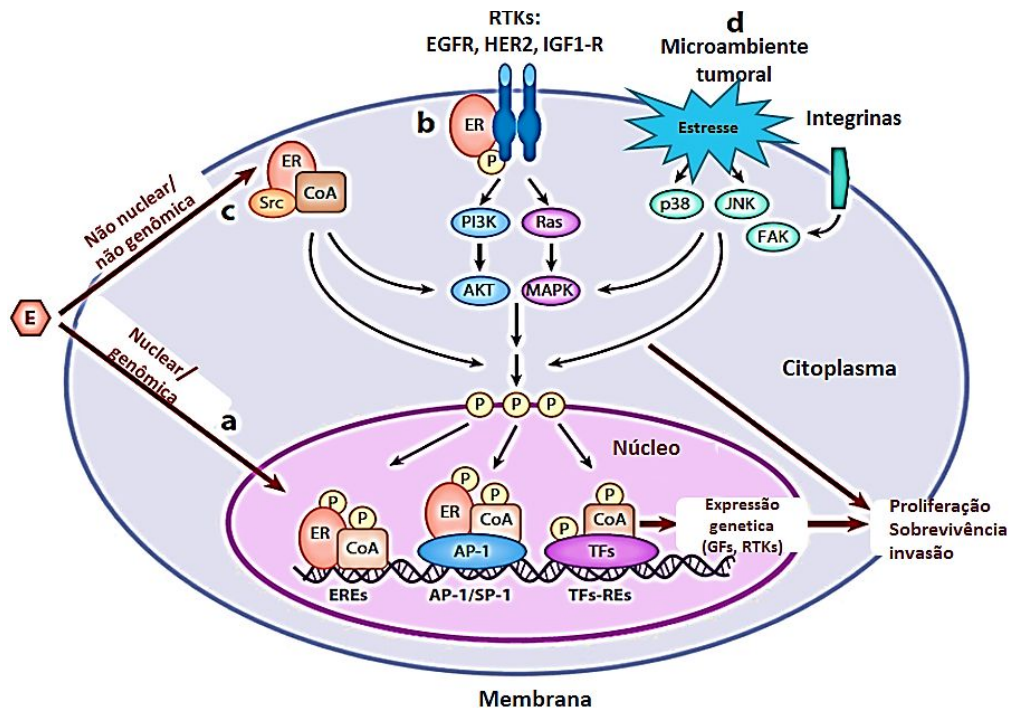 RTKs:
EGFR, HER2, IGF1-R
d
Microambiente
tumoral
Estresse
Integrinas
b
ER
P
ER
CoA
Src
c
Não nuclear/
não genômica
p38
JNK
FAK
PI3K
Ras
AKT
MAPK
E
Nuclear/
genômica
a
Citoplasma
P P P
Núcleo
P
P
ER
CoA
EREs
P
P
ER
CoA
AP-1
AP-1/SP-1
P
P
CoA
TFs
TFs-REs
Expressão
genetica
(GFs, RTKs)
Proliferação
Sobrevivência
invasão
Membrana